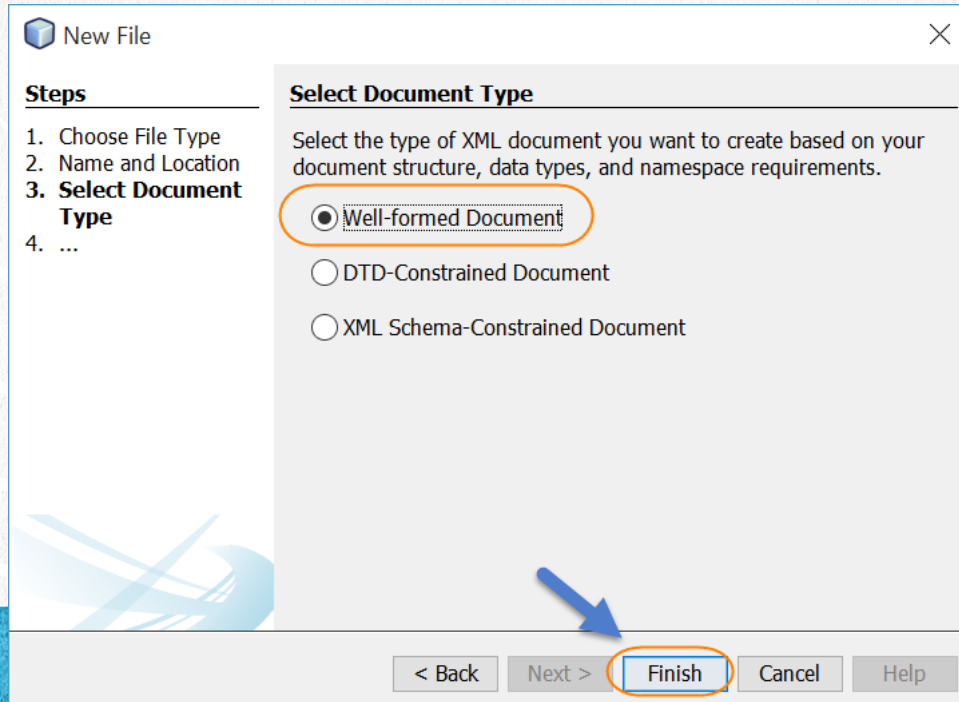 New File
Steps
1. Choose File Type
2. Name and Location
3. Select Document
Type
4. ...
Select Document Type
Select the type of XML document you want to create based on your
document structure, data types, and namespace requirements.
Well-formed Document
DTD-Constrained Document
XML Schema-Constrained Document
< Back Next > Finish Cancel Help